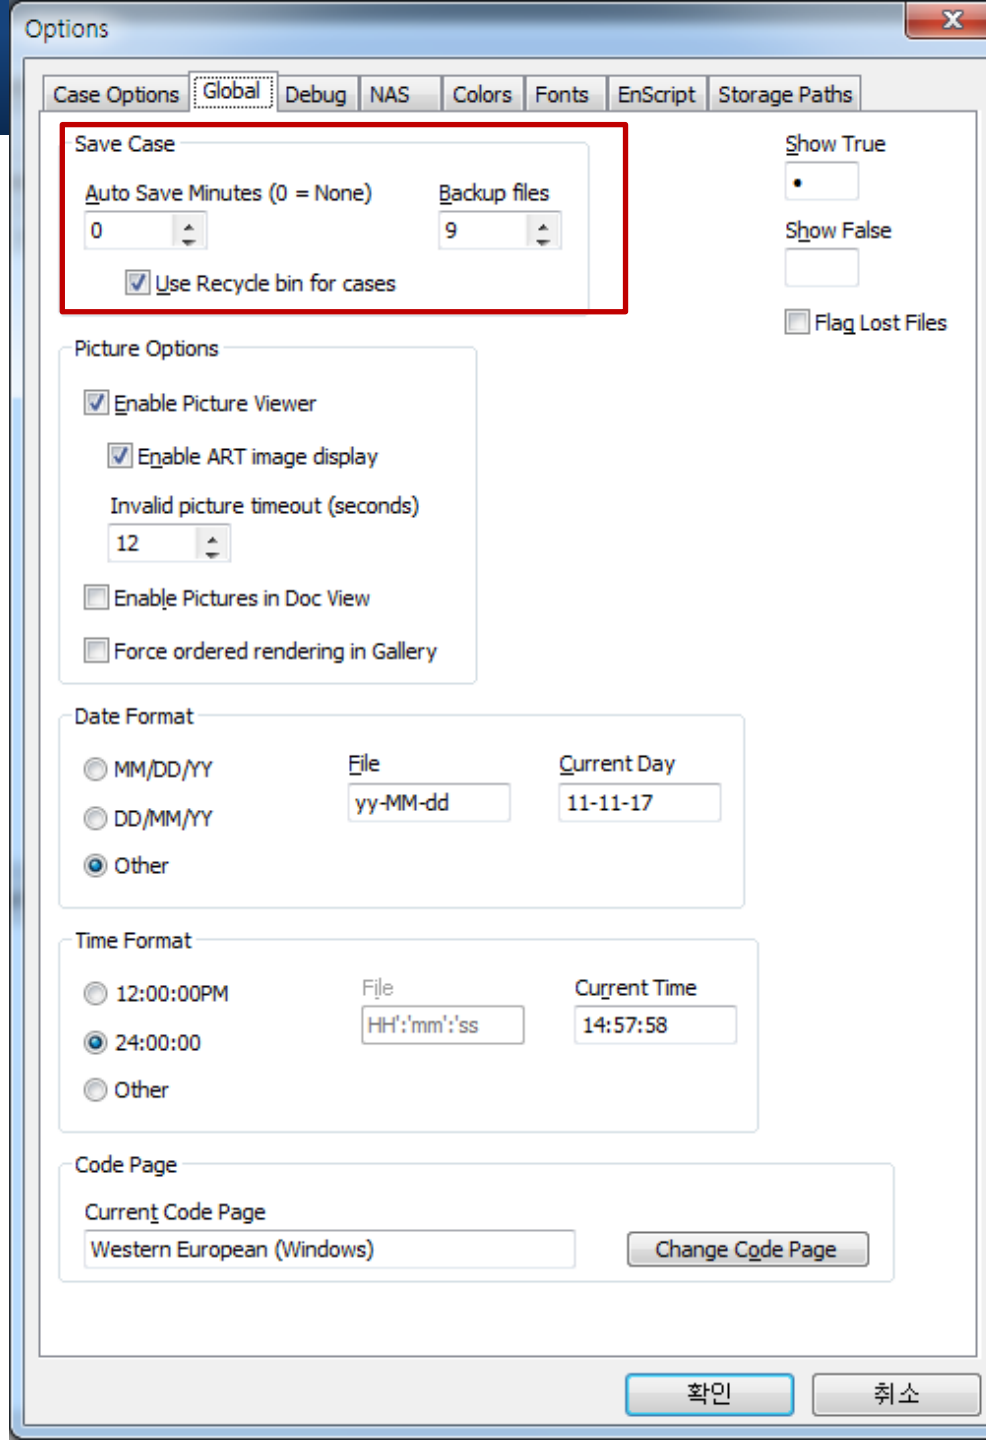 Options
Case Options Global Debug NAS Colors Fonts EnScript Storage Paths
Save Case
Auto Save Minutes (0 = None) Backup files
0 9
Use Recycle bin for cases
Show True
•
Show False
Flag Lost Files
Picture Options
Enable Picture Viewer
Enable ART image display
Invalid picture timeout (seconds)
12
Enable Pictures in Doc View
Force ordered rendering in Gallery
Date Format
MM/DD/YY File Current Day
yy-MM-dd 11-11-17
DD/MM/YY
Other
Time Format
12:00:00PM File Current Time
HH':'mm':'ss 14:57:58
24:00:00
Other
Code Page
Current Code Page
Western European (Windows) Change Code Page
확인 취소